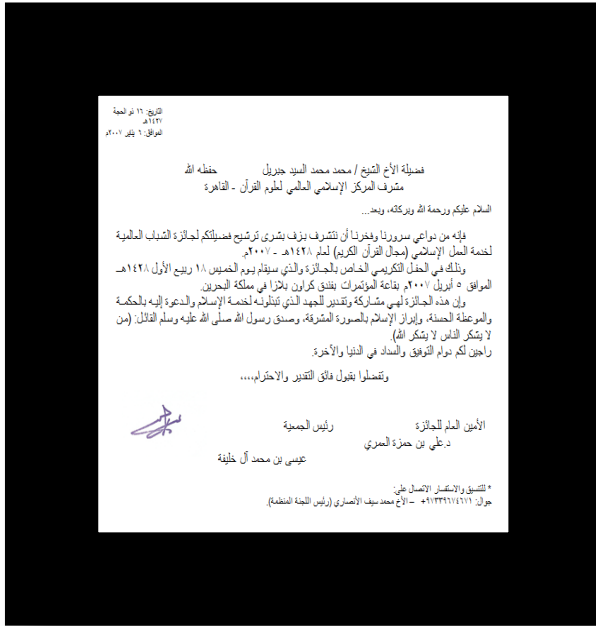 التاريخ: ١٦ ذو الحجة
١٤٢٧هـ
الموافق: ٦ يناير ٢٠٠٧م
فضيلة الأخ الشيخ / محمد محمد السيد جبريل حفظه الله
مشرف المركز الإسلامي العالمي لعلوم القرآن - القاهرة
السلام عليكم ورحمة الله وبركاته، وبعد...
فإنه من دواعي سرورنا وفخرنا أن نتشرف بزف بشرى ترشيح فضيلتكم لجائزة الشباب العالمية
لخدمة العمل الإسلامي (مجال القرآن الكريم) لعام ١٤٢٨هـ - ٢٠٠٧م.
وذلك في الحفل التكريمي الخاص بالجائزة والذي سيقام يوم الخميس ١٨ ربيع الأول ١٤٢٨هـ
الموافق ٥ أبريل ٢٠٠٧م بقاعة المؤتمرات بفندق كراون بلازا في مملكة البحرين.
وإن هذه الجائزة لهي مشاركة وتقدير للجهد الذي تبذلونه لخدمة الإسلام والدعوة إليه بالحكمة
والموعظة الحسنة، وإبراز الإسلام بالصورة المشرقة، وصدق رسول الله صلى الله عليه وسلم القائل: (من
لا يشكر الناس لا يشكر الله).
راجين لكم دوام التوفيق والسداد في الدنيا والآخرة.
وتفضلوا بقبول فائق التقدير والاحترام،،،،
الأمين العام للجائزة رئيس الجمعية
د.علي بن حمزة العمري
عيسى بن محمد آل خليفة
* للتنسيق والاستفسار الاتصال على:
جوال: ٩٧٣٣٩٦٧٤٦٧١+ – الأخ محمد سيف الأنصاري (رئيس اللجنة المنظمة).